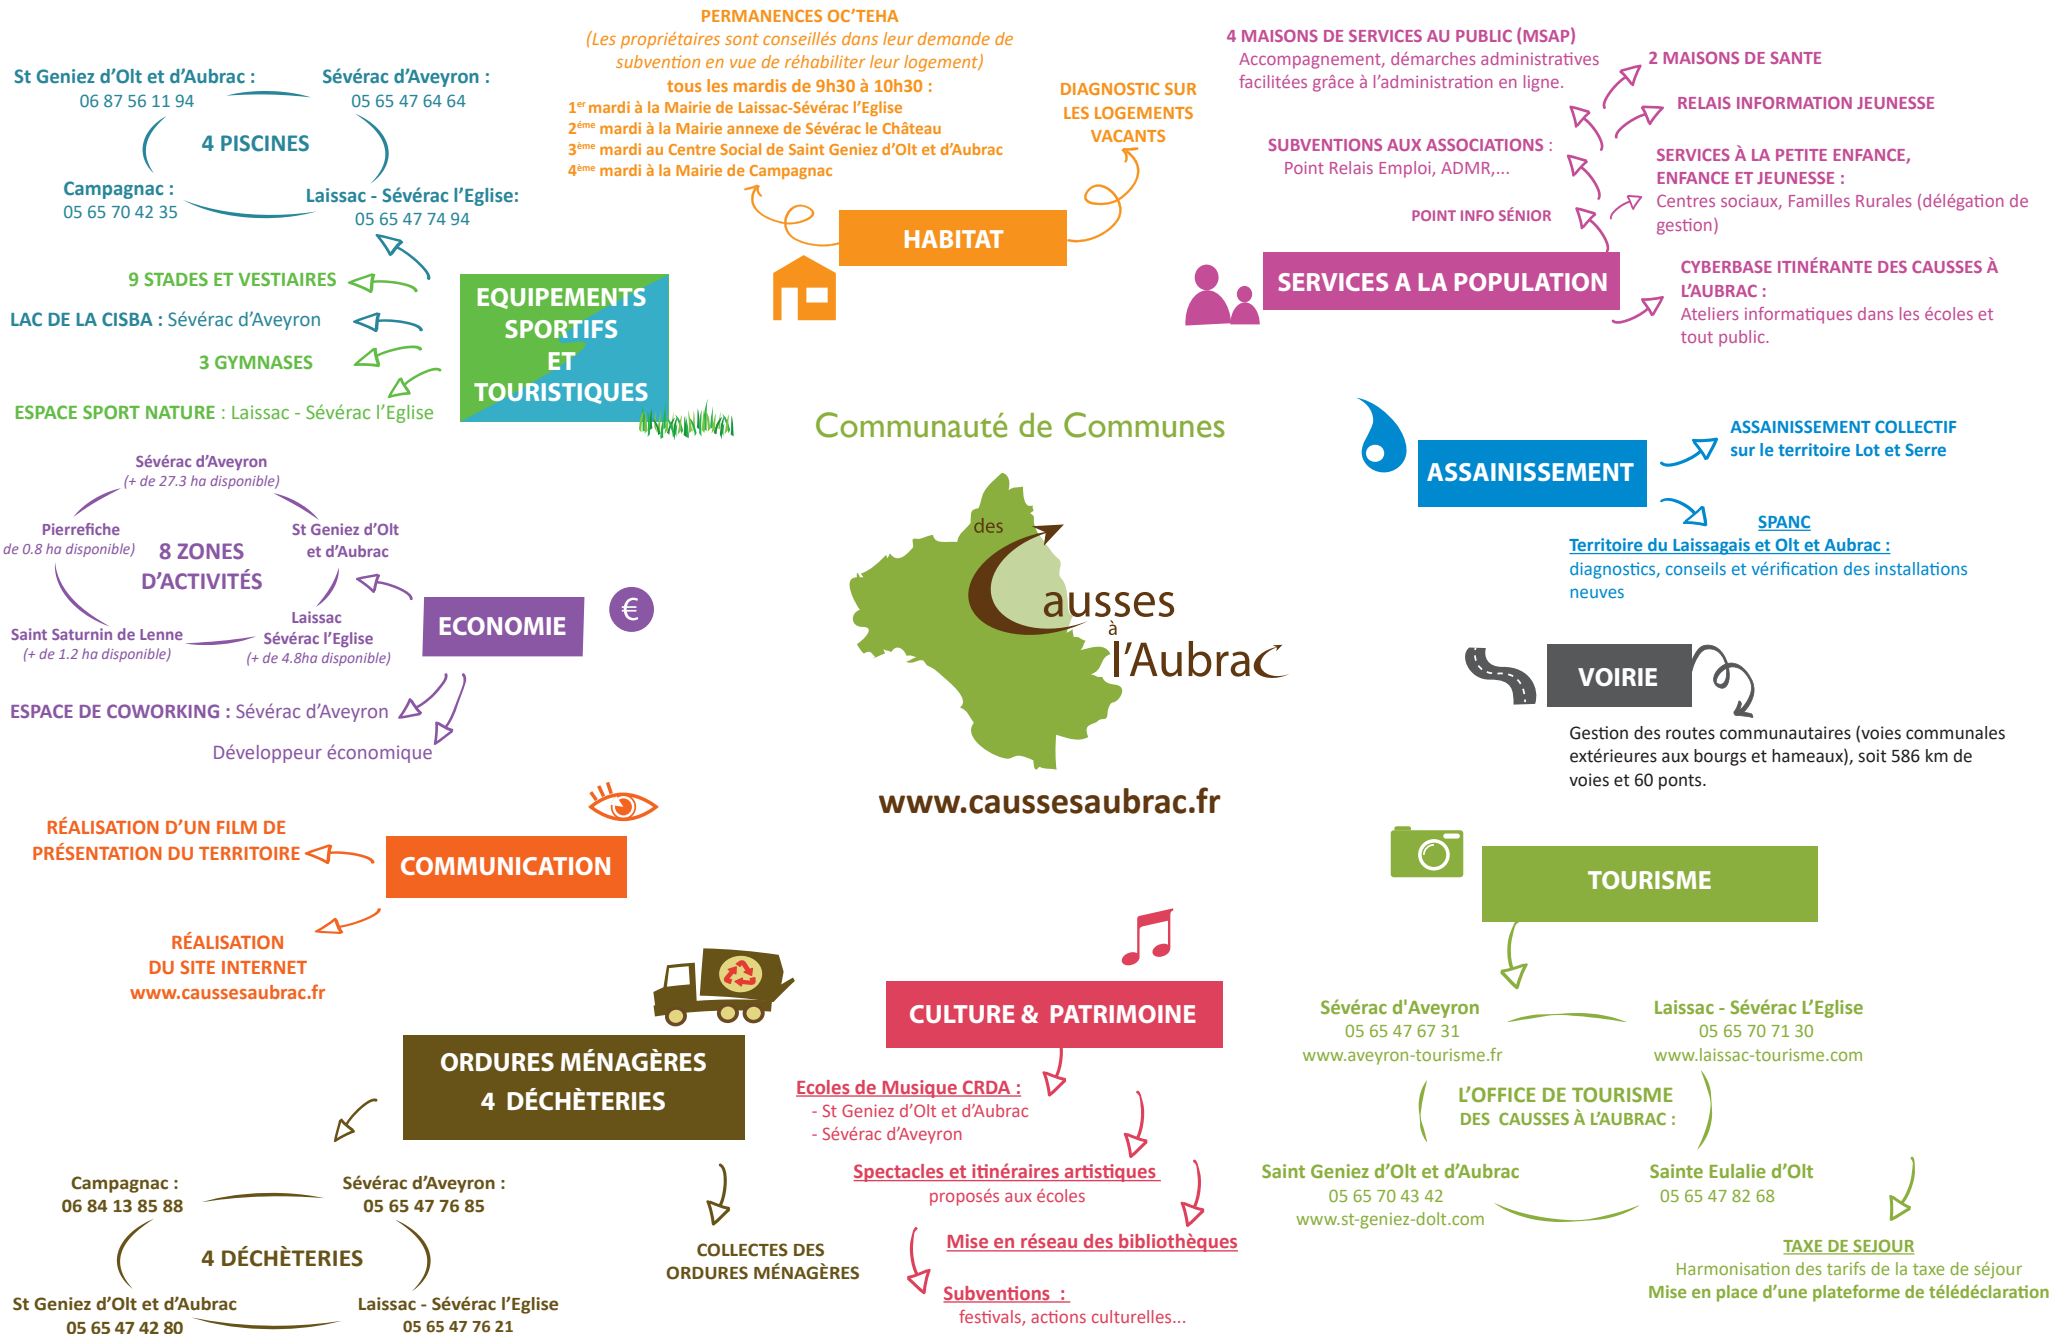 PERMANENCES OC'TEHA
(Les propriétaires sont conseillés dans leur demande de
subvention en vue de réhabiliter leur logement)
tous les mardis de 9h30 à 10h30 :
1er mardi à la Mairie de Laissac-Sévérac l'Eglise
2éme mardi à la Mairie annexe de Sévérac le Château
3ème mardi au Centre Social de Saint Geniez d'Olt et d'Aubrac
4ème mardi à la Mairie de Campagnac
DIAGNOSTIC SUR
LES LOGEMENTS
VACANTS
HABITAT
St Geniez d'Olt et d'Aubrac :
06 87 56 11 94
Sévérac d'Aveyron :
05 65 47 64 64
4 PISCINES
Campagnac :
05 65 70 42 35
Laissac - Sévérac l'Eglise:
05 65 47 74 94
9 STADES ET VESTIAIRES
LAC DE LA CISBA : Sévérac d'Aveyron
3 GYMNASES
ESPACE SPORT NATURE : Laissac - Sévérac l'Eglise
EQUIPEMENTS
SPORTIFS
ET
TOURISTIQUES
4 MAISONS DE SERVICES AU PUBLIC (MSAP)
Accompagnement, démarches administratives
facilitées grâce à l'administration en ligne.
2 MAISONS DE SANTE
RELAIS INFORMATION JEUNESSE
SUBVENTIONS AUX ASSOCIATIONS :
Point Relais Emploi, ADMR,...
SERVICES À LA PETITE ENFANCE,
ENFANCE ET JEUNESSE :
Centres sociaux, Familles Rurales (délégation de
gestion)
POINT INFO SÉNIOR
SERVICES A LA POPULATION
CYBERBASE ITINÉRANTE DES CAUSSES À
L'AUBRAC :
Ateliers informatiques dans les écoles et
tout public.
Communauté de Communes
des
Causses
à
l'Aubrac
www.caussesaubrac.fr
ASSAINISSEMENT
ASSAINISSEMENT COLLECTIF
sur le territoire Lot et Serre
SPANC
Territoire du Laissagais et Olt et Aubrac :
diagnostics, conseils et vérification des installations
neuves
VOIRIE
Gestion des routes communautaires (voies communales
extérieures aux bourgs et hameaux), soit 586 km de
voies et 60 ponts.
Sévérac d'Aveyron
(+ de 27.3 ha disponible)
Pierrefiche
de 0.8 ha disponible)
8 ZONES
D'ACTIVITÉS
St Geniez d'Olt
et d'Aubrac
Saint Saturnin de Lenne
(+ de 1.2 ha disponible)
Laissac
Sévérac l'Eglise
(+ de 4.8ha disponible)
ECONOMIE
€
ESPACE DE COWORKING : Sévérac d'Aveyron
Développeur économique
RÉALISATION D'UN FILM DE
PRÉSENTATION DU TERRITOIRE
COMMUNICATION
RÉALISATION
DU SITE INTERNET
www.caussesaubrac.fr
ORDURES MÉNAGÈRES
4 DÉCHÈTERIES
Campagnac :
06 84 13 85 88
Sévérac d'Aveyron :
05 65 47 76 85
4 DÉCHÈTERIES
St Geniez d'Olt et d'Aubrac
05 65 47 42 80
Laissac - Sévérac l'Eglise
05 65 47 76 21
COLLECTES DES
ORDURES MÉNAGÈRES
CULTURE & PATRIMOINE
Ecoles de Musique CRDA :
- St Geniez d'Olt et d'Aubrac
- Sévérac d'Aveyron
Spectacles et itinéraires artistiques
proposés aux écoles
Mise en réseau des bibliothèques
Subventions :
festivals, actions culturelles...
TOURISME
Sévérac d'Aveyron
05 65 47 67 31
www.aveyron-tourisme.fr
Laissac - Sévérac L'Eglise
05 65 70 71 30
www.laissac-tourisme.com
L'OFFICE DE TOURISME
DES CAUSSES À L'AUBRAC :
Saint Geniez d'Olt et d'Aubrac
05 65 70 43 42
www.st-geniez-dolt.com
Sainte Eulalie d'Olt
05 65 47 82 68
TAXE DE SEJOUR
Harmonisation des tarifs de la taxe de séjour
Mise en place d'une plateforme de télédéclaration